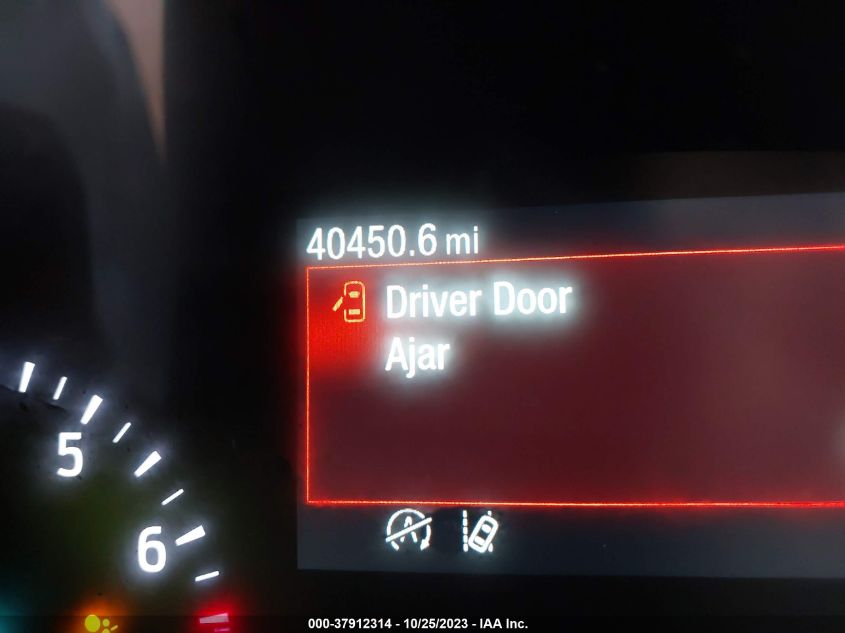 40450.6 mi
Driver Door
Ajar
5
6
A
000-37912314 - 10/25/2023 - IAA Inc.